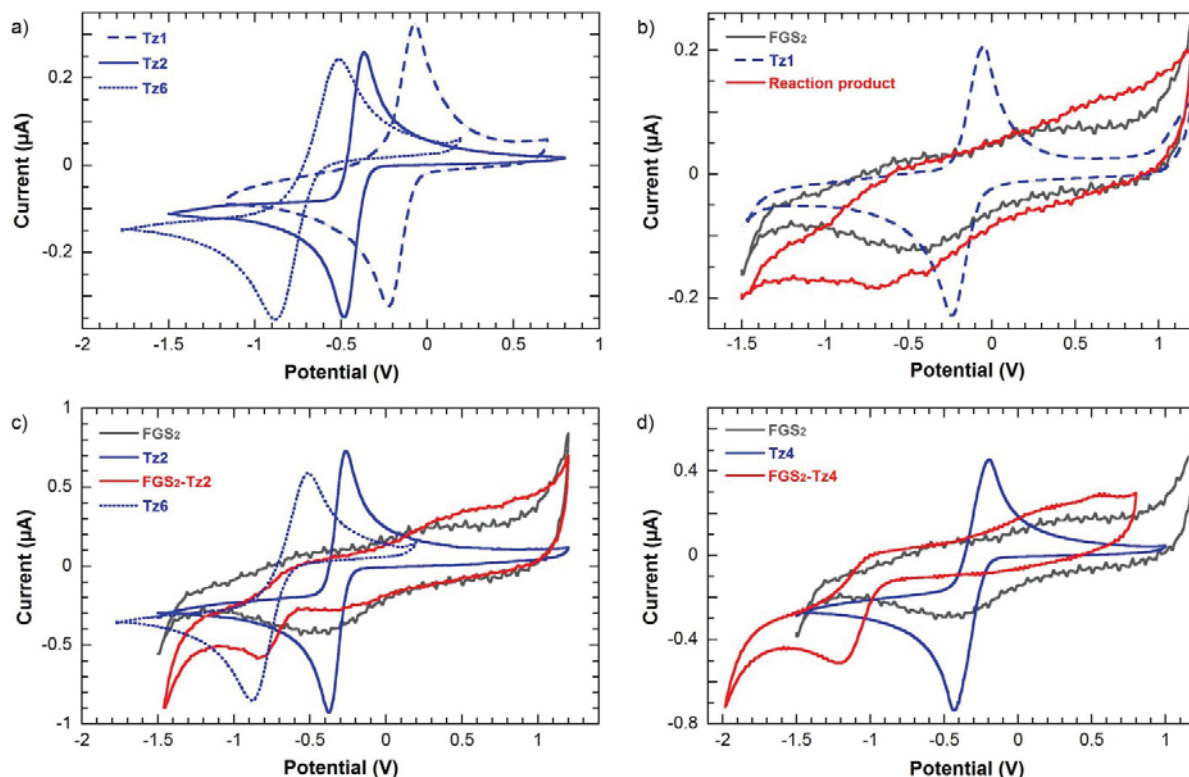 a)
Tz1
Tz2
Tz6
Current (µA)
0.2
0
-0.2
-2 -1.5 -1 -0.5 0 0.5 1
Potential (V)
b)
FGS₂
Tz1
Reaction product
Current (µA)
0.2
0
-0.2
-1.5 -1 -0.5 0 0.5 1
Potential (V)
c)
FGS₂
Tz2
FGS₂-Tz2
Tz6
Current (µA)
1
0.5
0
-0.5
-1
-2 -1.5 -1 -0.5 0 0.5 1
Potential (V)
d)
FGS₂
Tz4
FGS₂-Tz4
Current (µA)
0.4
0
-0.4
-0.8
-2 -1.5 -1 -0.5 0 0.5 1
Potential (V)